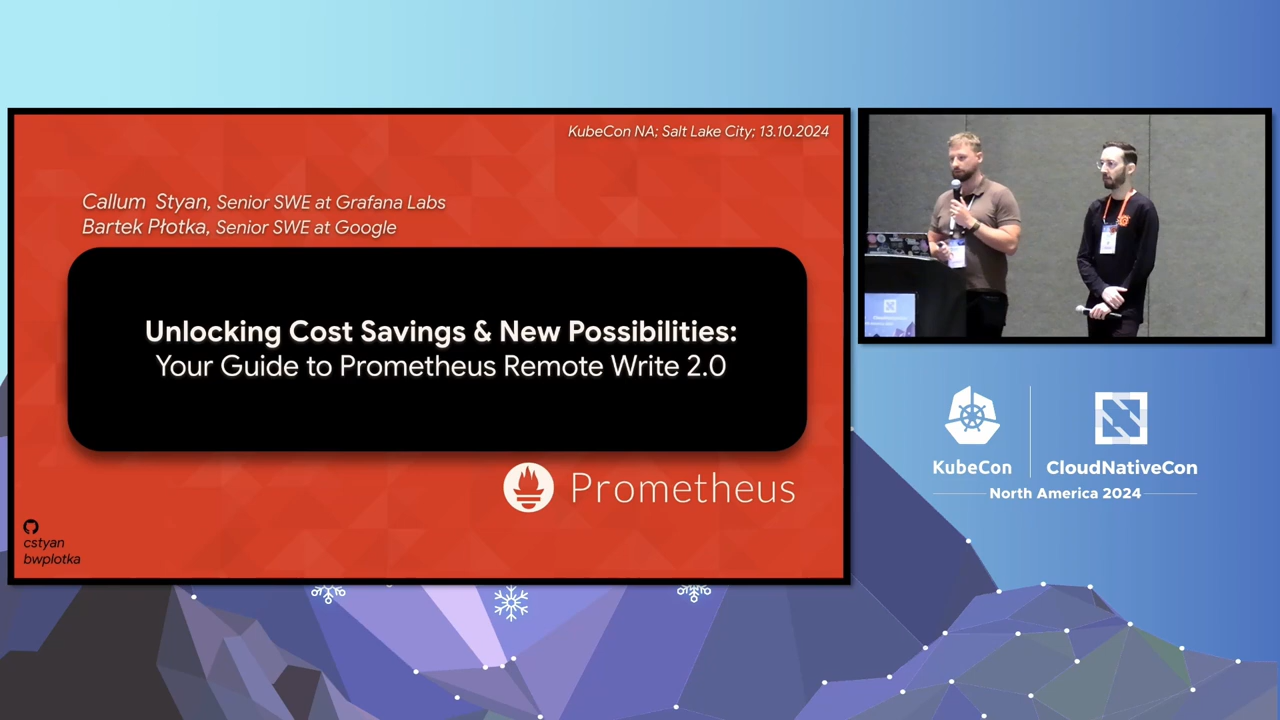 KubeCon NA; Salt Lake City; 13.10.2024
Callum Styan, Senior SWE at Grafana Labs
Bartek Płotka, Senior SWE at Google
Unlocking Cost Savings & New Possibilities:
Your Guide to Prometheus Remote Write 2.0
Prometheus
cstyan
bwplotka
KubeCon
CloudNativeCon
North America 2024